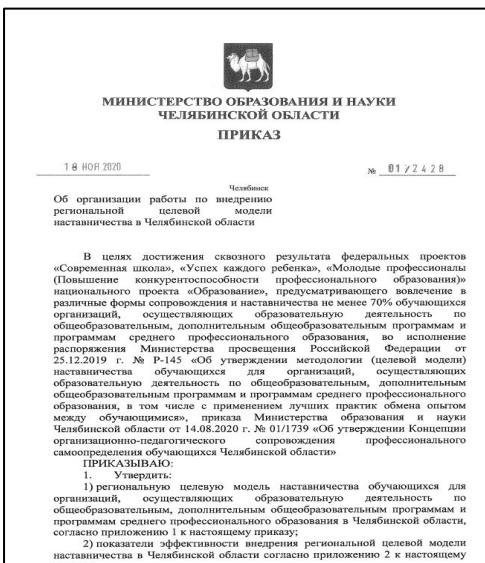 МИНИСТЕРСТВО ОБРАЗОВАНИЯ И НАУКИ
ЧЕЛЯБИНСКОЙ ОБЛАСТИ
ПРИКАЗ
18 НОЯ 2020
№ 01/2428
Челябинск
Об организации работы по внедрению
региональной целевой модели
наставничества в Челябинской области
В целях достижения сквозного результата федеральных проектов
«Современная школа», «Успех каждого ребенка», «Молодые профессионалы
(Повышение конкурентоспособности профессионального образования)»
национального проекта «Образование», предусматривающего вовлечение в
различные формы сопровождения и наставничества не менее 70% обучающихся
организаций, осуществляющих образовательную деятельность по
общеобразовательным, дополнительным общеобразовательным программам и
программам среднего профессионального образования, во исполнение
распоряжения Министерства просвещения Российской Федерации от
25.12.2019 г. № Р-145 «Об утверждении методологии (целевой модели)
наставничества обучающихся для организаций, осуществляющих
образовательную деятельность по общеобразовательным, дополнительным
общеобразовательным программам и программам среднего профессионального
образования, в том числе с применением лучших практик обмена опытом
между обучающимися», приказа Министерства образования и науки
Челябинской области от 14.08.2020 г. № 01/1739 «Об утверждении Концепции
организационно-педагогического сопровождения профессионального
самоопределения обучающихся Челябинской области»
ПРИКАЗЫВАЮ:
1. Утвердить:
1) региональную целевую модель наставничества обучающихся для
организаций, осуществляющих образовательную деятельность по
общеобразовательным, дополнительным общеобразовательным программам и
программам среднего профессионального образования в Челябинской области,
согласно приложению 1 к настоящему приказу;
2) показатели эффективности внедрения региональной целевой модели
наставничества в Челябинской области согласно приложению 2 к настоящему